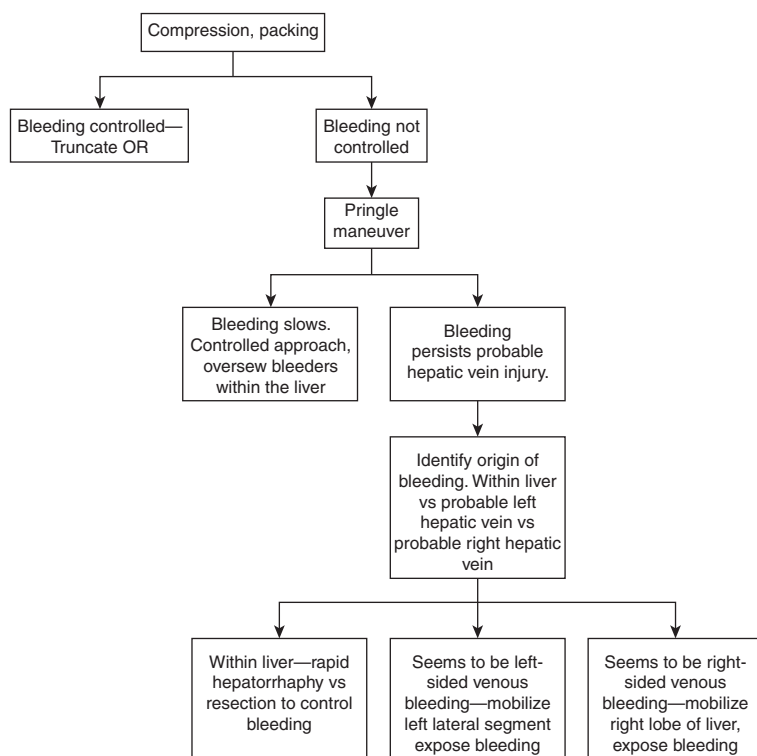 Compression, packing
Bleeding controlled—
Truncate OR
Bleeding not
controlled
Pringle
maneuver
Bleeding slows.
Controlled approach,
oversew bleeders
within the liver
Bleeding
persists probable
hepatic vein injury.
Identify origin of
bleeding. Within liver
vs probable left
hepatic vein vs
probable right hepatic
vein
Within liver—rapid
hepatorrhaphy vs
resection to control
bleeding
Seems to be left-
sided venous
bleeding—mobilize
left lateral segment
expose bleeding
Seems to be right-
sided venous
bleeding—mobilize
right lobe of liver,
expose bleeding